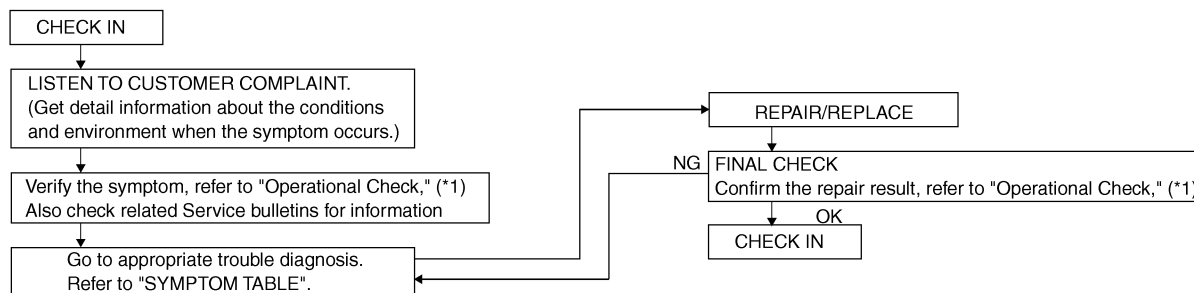 CHECK IN
LISTEN TO CUSTOMER COMPLAINT.
(Get detail information about the conditions
and environment when the symptom occurs.)
Verify the symptom, refer to "Operational Check," (*1)
Also check related Service bulletins for information
Go to appropriate trouble diagnosis.
Refer to "SYMPTOM TABLE".
REPAIR/REPLACE
NG
FINAL CHECK
Confirm the repair result, refer to "Operational Check," (*1)
OK
CHECK IN